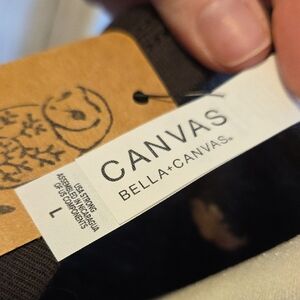 CANVAS
BELLA+CANVAS®
USA STRONG
ASSEMBLED IN NICARAGUA
OF US COMPONENTS
L